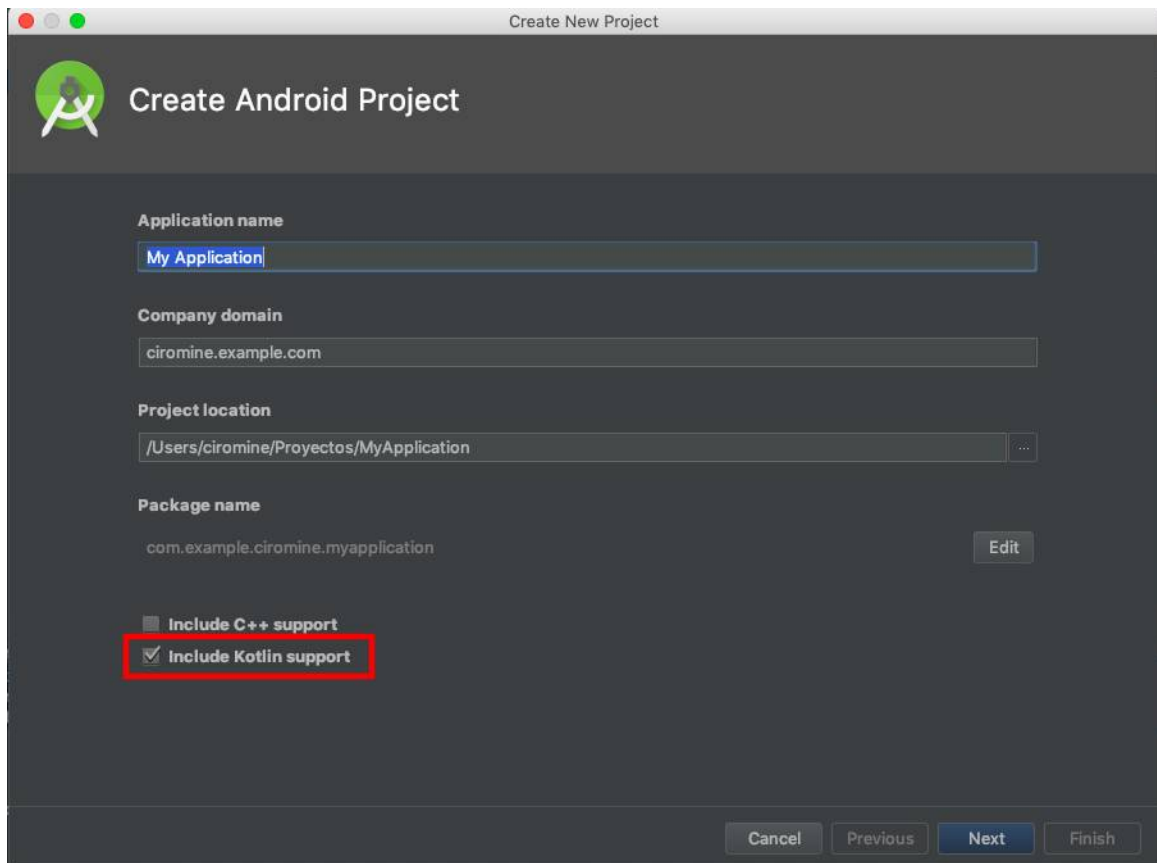 Create New Project
Create Android Project
Application name
My Application
Company domain
ciromine.example.com
Project location
/Users/ciromine/Proyectos/MyApplication
...
Package name
com.example.ciromine.myapplication
Edit
Include C++ support
Include Kotlin support
Cancel Previous Next Finish